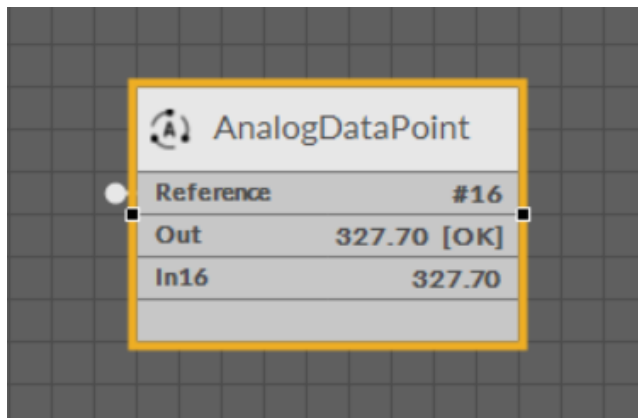 AnalogDataPoint
Reference #16
Out 327.70 [OK]
In16 327.70